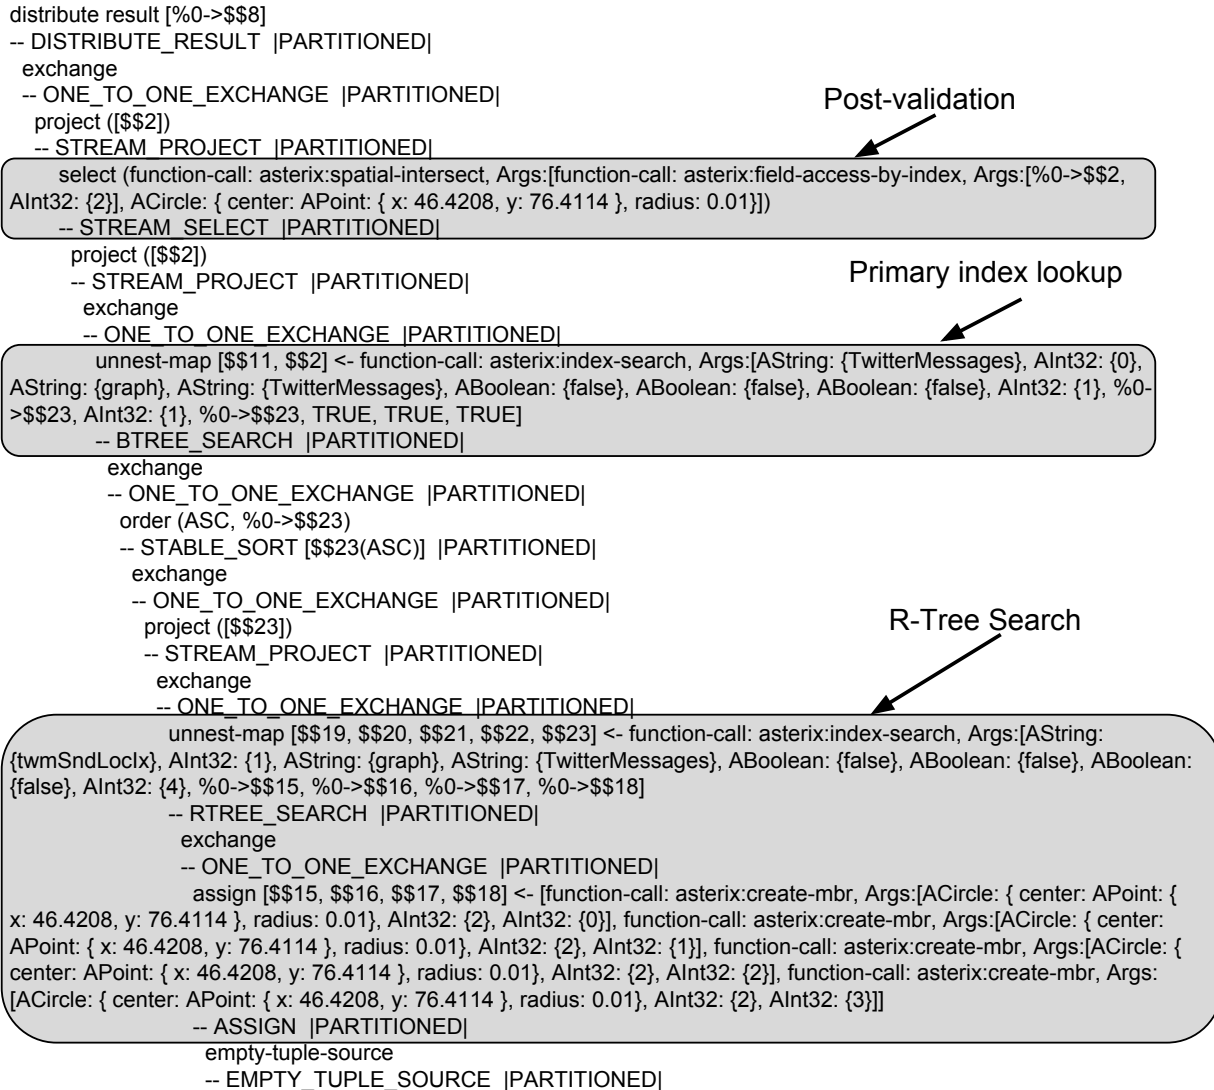 distribute result [%0->$$8]
-- DISTRIBUTE_RESULT |PARTITIONED|
exchange
-- ONE_TO_ONE_EXCHANGE |PARTITIONED|
Post-validation
project ([$$2])
-- STREAM_PROJECT |PARTITIONED|
select (function-call: asterix:spatial-intersect, Args:[function-call: asterix:field-access-by-index, Args:[%0->$$2,
AInt32: {2}], ACircle: { center: APoint: { x: 46.4208, y: 76.4114 }, radius: 0.01}])
-- STREAM_SELECT |PARTITIONED|
project ([$$2])
-- STREAM_PROJECT |PARTITIONED|
Primary index lookup
exchange
-- ONE_TO_ONE_EXCHANGE |PARTITIONED|
unnest-map [$$11, $$2] <- function-call: asterix:index-search, Args:[AString: {TwitterMessages}, AInt32: {0},
AString: {graph}, AString: {TwitterMessages}, ABoolean: {false}, ABoolean: {false}, ABoolean: {false}, AInt32: {1}, %0-
>$$23, AInt32: {1}, %0->$$23, TRUE, TRUE, TRUE]
-- BTREE_SEARCH |PARTITIONED|
exchange
-- ONE_TO_ONE_EXCHANGE |PARTITIONED|
order (ASC, %0->$$23)
-- STABLE_SORT [$$23(ASC)] |PARTITIONED|
exchange
-- ONE_TO_ONE_EXCHANGE |PARTITIONED|
R-Tree Search
project ([$$23])
-- STREAM_PROJECT |PARTITIONED|
exchange
-- ONE_TO_ONE_EXCHANGE |PARTITIONED|
unnest-map [$$19, $$20, $$21, $$22, $$23] <- function-call: asterix:index-search, Args:[AString:
{twmSndLocIx}, AInt32: {1}, AString: {graph}, AString: {TwitterMessages}, ABoolean: {false}, ABoolean: {false}, ABoolean:
{false}, AInt32: {4}, %0->$$15, %0->$$16, %0->$$17, %0->$$18]
-- RTREE_SEARCH |PARTITIONED|
exchange
-- ONE_TO_ONE_EXCHANGE |PARTITIONED|
assign [$$15, $$16, $$17, $$18] <- [function-call: asterix:create-mbr, Args:[ACircle: { center: APoint: {
x: 46.4208, y: 76.4114 }, radius: 0.01}, AInt32: {2}, AInt32: {0}], function-call: asterix:create-mbr, Args:[ACircle: { center:
APoint: { x: 46.4208, y: 76.4114 }, radius: 0.01}, AInt32: {2}, AInt32: {1}], function-call: asterix:create-mbr, Args:[ACircle: {
center: APoint: { x: 46.4208, y: 76.4114 }, radius: 0.01}, AInt32: {2}, AInt32: {2}], function-call: asterix:create-mbr, Args:
[ACircle: { center: APoint: { x: 46.4208, y: 76.4114 }, radius: 0.01}, AInt32: {2}, AInt32: {3}]]
-- ASSIGN |PARTITIONED|
empty-tuple-source
-- EMPTY_TUPLE_SOURCE |PARTITIONED|